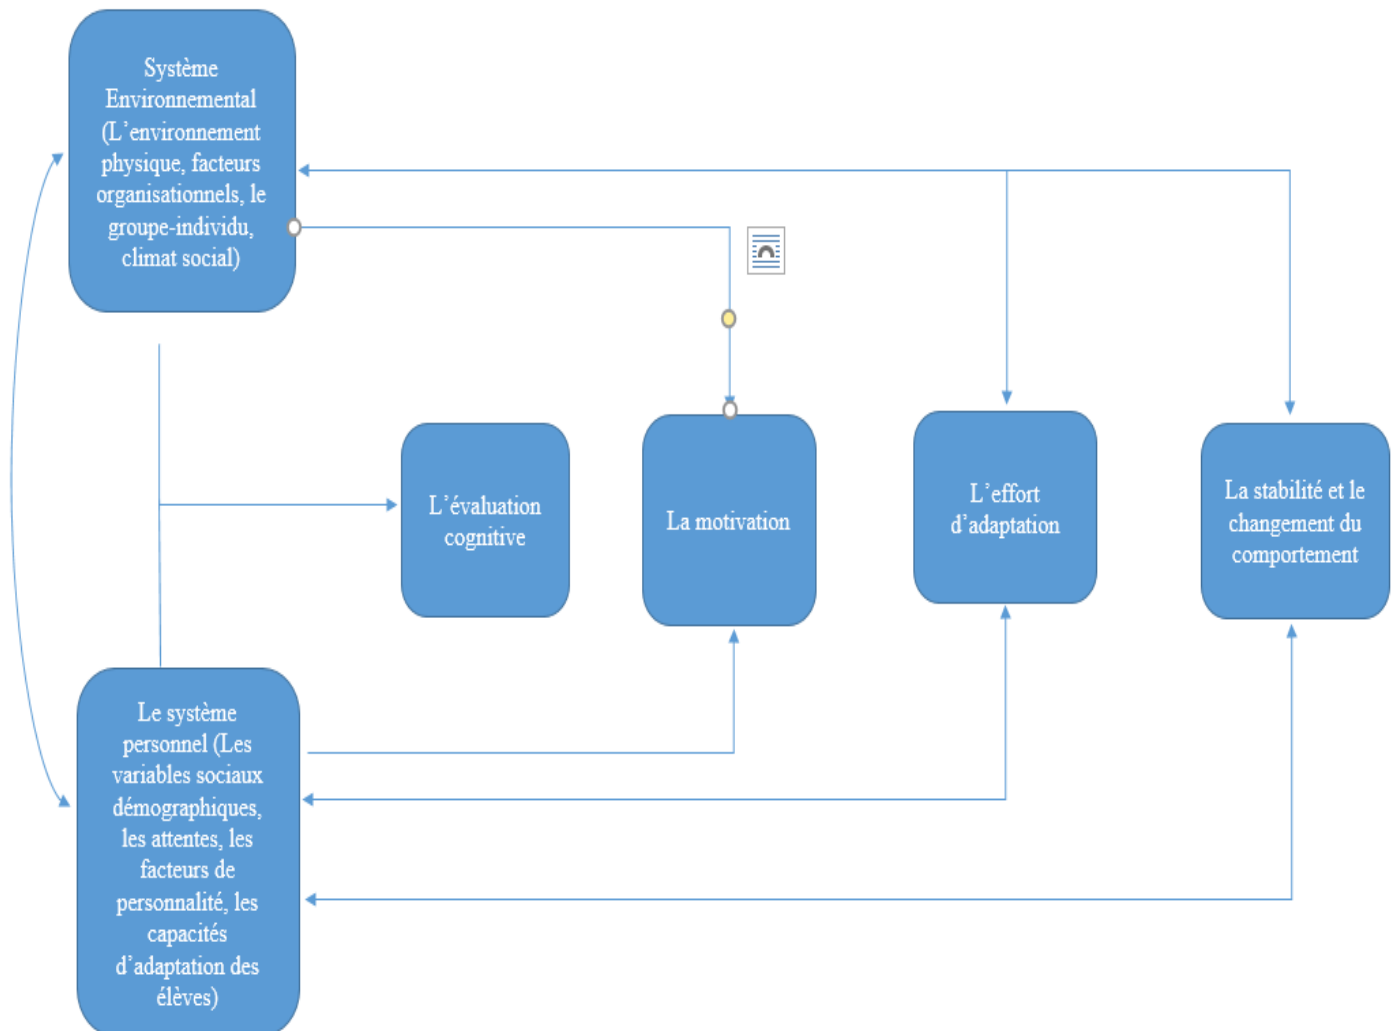 Système
Environnemental
(L’environnement
physique, facteurs
organisationnels, le
groupe-individu,
climat social)
L’évaluation
cognitive
La motivation
L’effort
d’adaptation
La stabilité et le
changement du
comportement
Le système
personnel (Les
variables sociaux
démographiques,
les attentes, les
facteurs de
personnalité, les
capacités
d’adaptation des
élèves)